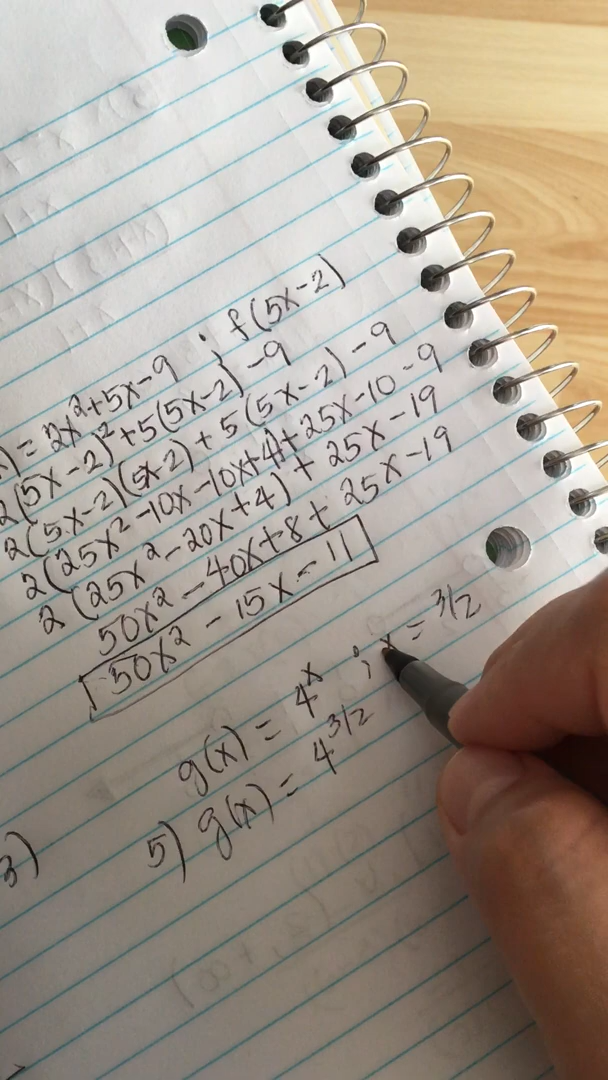 ) = 2x²+5x-9 ; f(5x-2)
2(5x-2)²+5(5x-2)-9
2(5x-2)(5x-2)+5(5x-2)-9
2(25x²-10x-10x+4)+25x-10-9
2(25x²-20x+4)+25x-19
50x²-40x+8+25x-19
50x²-15x-11
g(x) = 4^x ; x = 3/2
3)
5) g(x) = 4^3/2